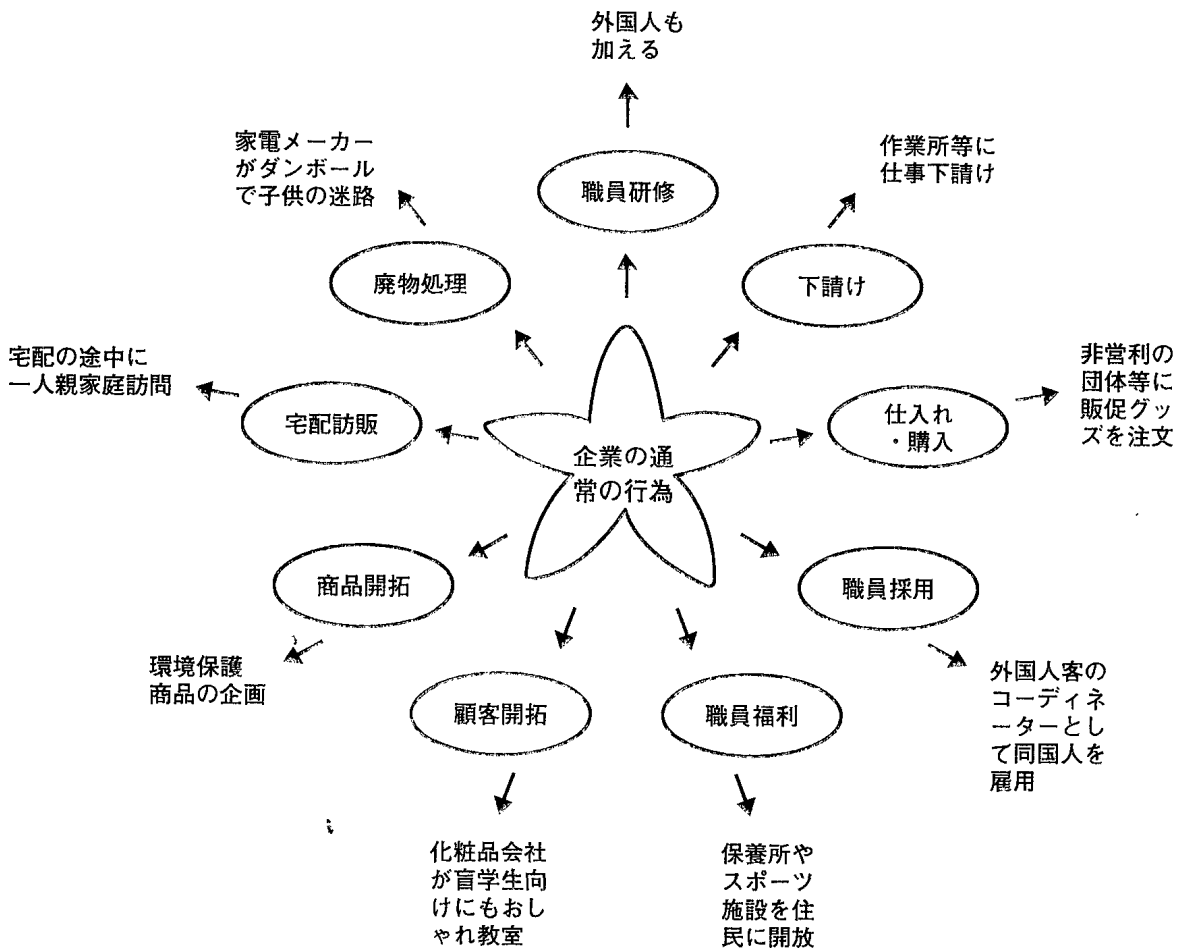 外国人も
加える
家電メーカー
がダンボール
で子供の迷路
作業所等に
仕事下請け
職員研修
廃物処理
下請け
宅配の途中に
一人親家庭訪問
非営利の
団体等に
販促グッ
ズを注文
宅配訪販
仕入れ
・購入
企業の通
常の行為
商品開拓
職員採用
環境保護
商品の企画
外国人客の
コーディネ
ーターとし
て同国人を
雇用
顧客開拓
職員福利
化粧品会社
が盲学生向
けにもおし
ゃれ教室
保養所や
スポーツ
施設を住
民に開放